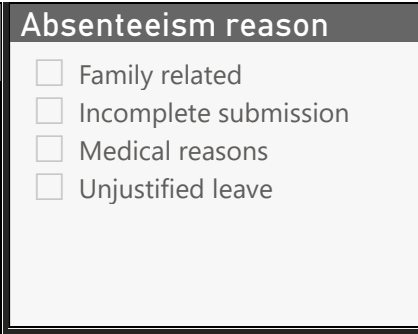 Absenteeism reason
Family related
Incomplete submission
Medical reasons
Unjustified leave